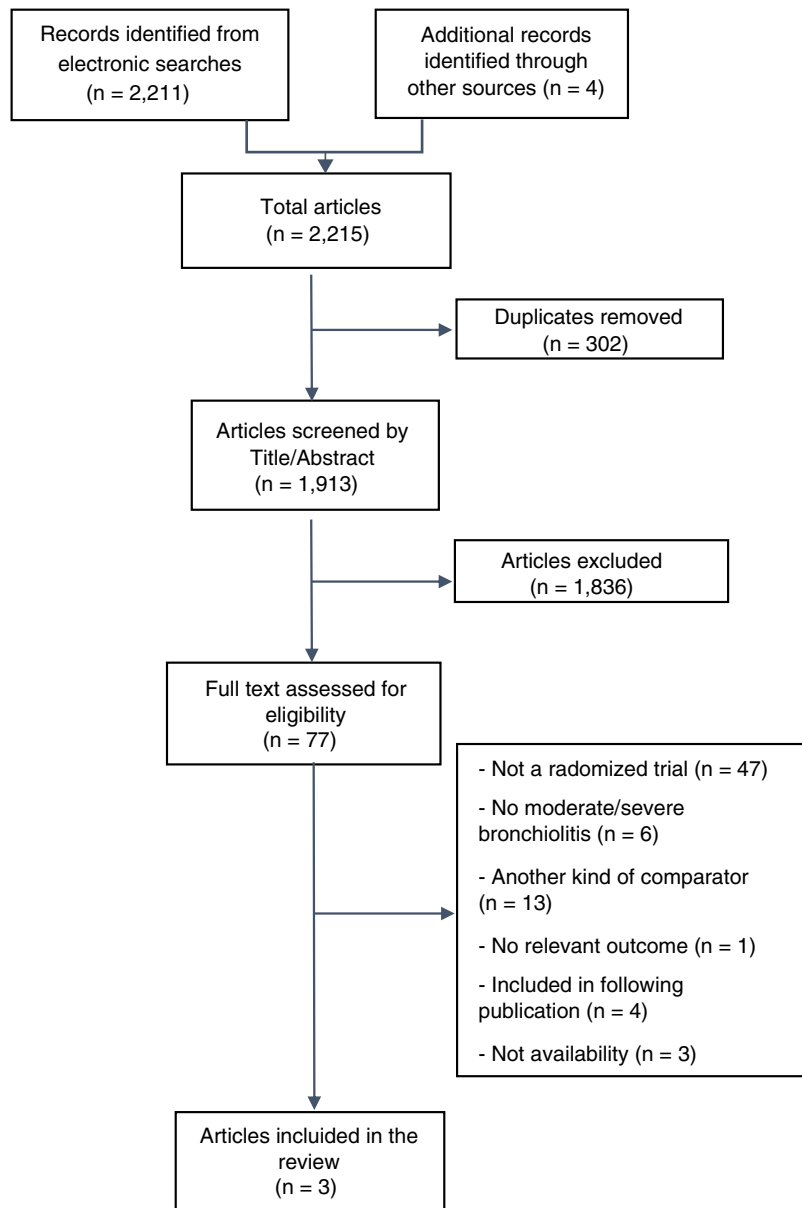 Records identified from
electronic searches
(n = 2,211)
Additional records
identified through
other sources (n = 4)
Total articles
(n = 2,215)
Duplicates removed
(n = 302)
Articles screened by
Title/Abstract
(n = 1,913)
Articles excluded
(n = 1,836)
Full text assessed for
eligibility
(n = 77)
- Not a radomized trial (n = 47)
- No moderate/severe
bronchiolitis (n = 6)
- Another kind of comparator
(n = 13)
- No relevant outcome (n = 1)
- Included in following
publication (n = 4)
- Not availability (n = 3)
Articles incluided in the
review
(n = 3)